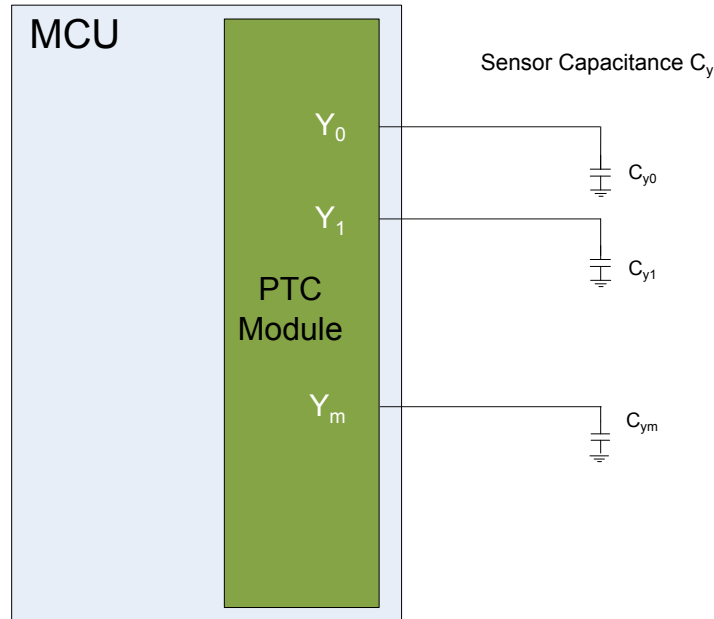 MCU
Sensor Capacitance Cy
Y0
Cy0
Y1
Cy1
PTC
Module
Ym
Cym